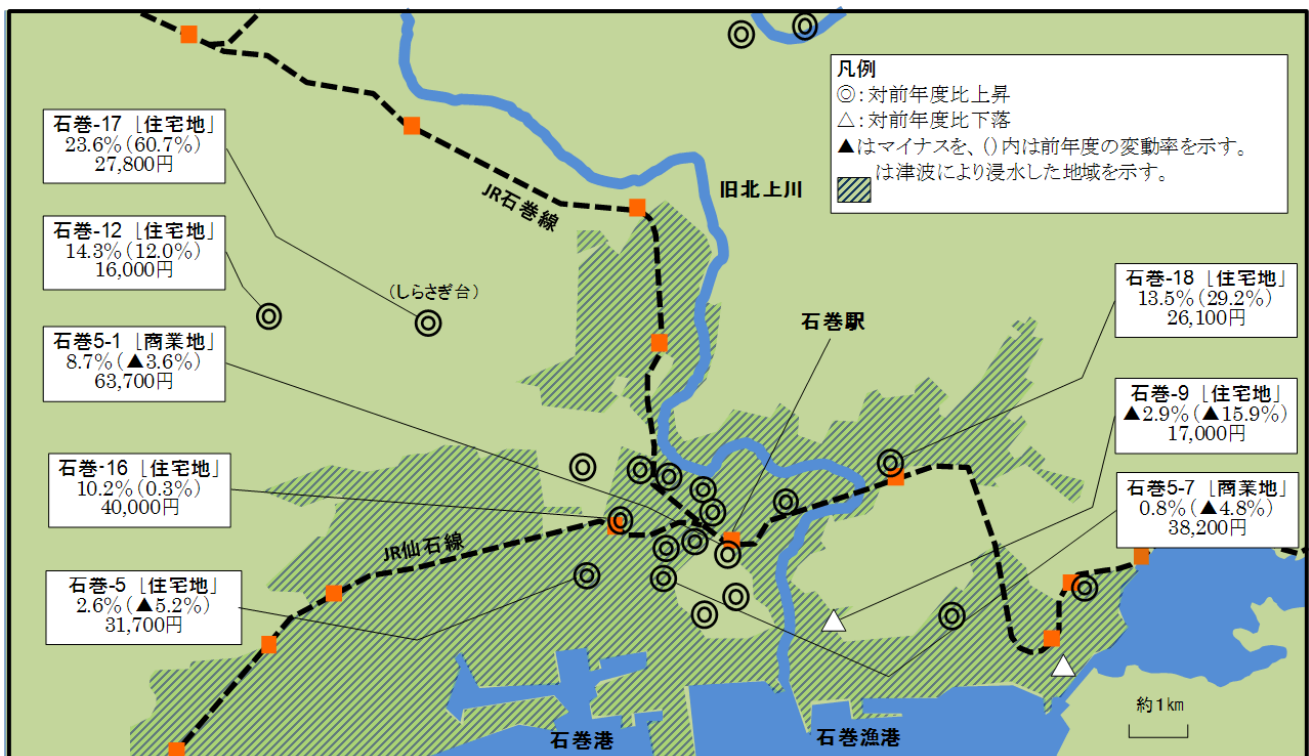 凡例
◎：対前年度比上昇
△：対前年度比下落
▲はマイナスを、()内は前年度の変動率を示す。
は津波により浸水した地域を示す。
石巻-17 [住宅地]
23.6%(60.7%)
27,800円
旧北上川
JR石巻線
石巻-12 [住宅地]
14.3%(12.0%)
16,000円
(しらさぎ台)
石巻-18 [住宅地]
13.5%(29.2%)
26,100円
石巻駅
石巻5-1 [商業地]
8.7%(▲3.6%)
63,700円
石巻-9 [住宅地]
▲2.9%(▲15.9%)
17,000円
石巻-16 [住宅地]
10.2%(0.3%)
40,000円
石巻5-7 [商業地]
0.8%(▲4.8%)
38,200円
JR仙石線
石巻-5 [住宅地]
2.6%(▲5.2%)
31,700円
約1km
石巻港
石巻漁港